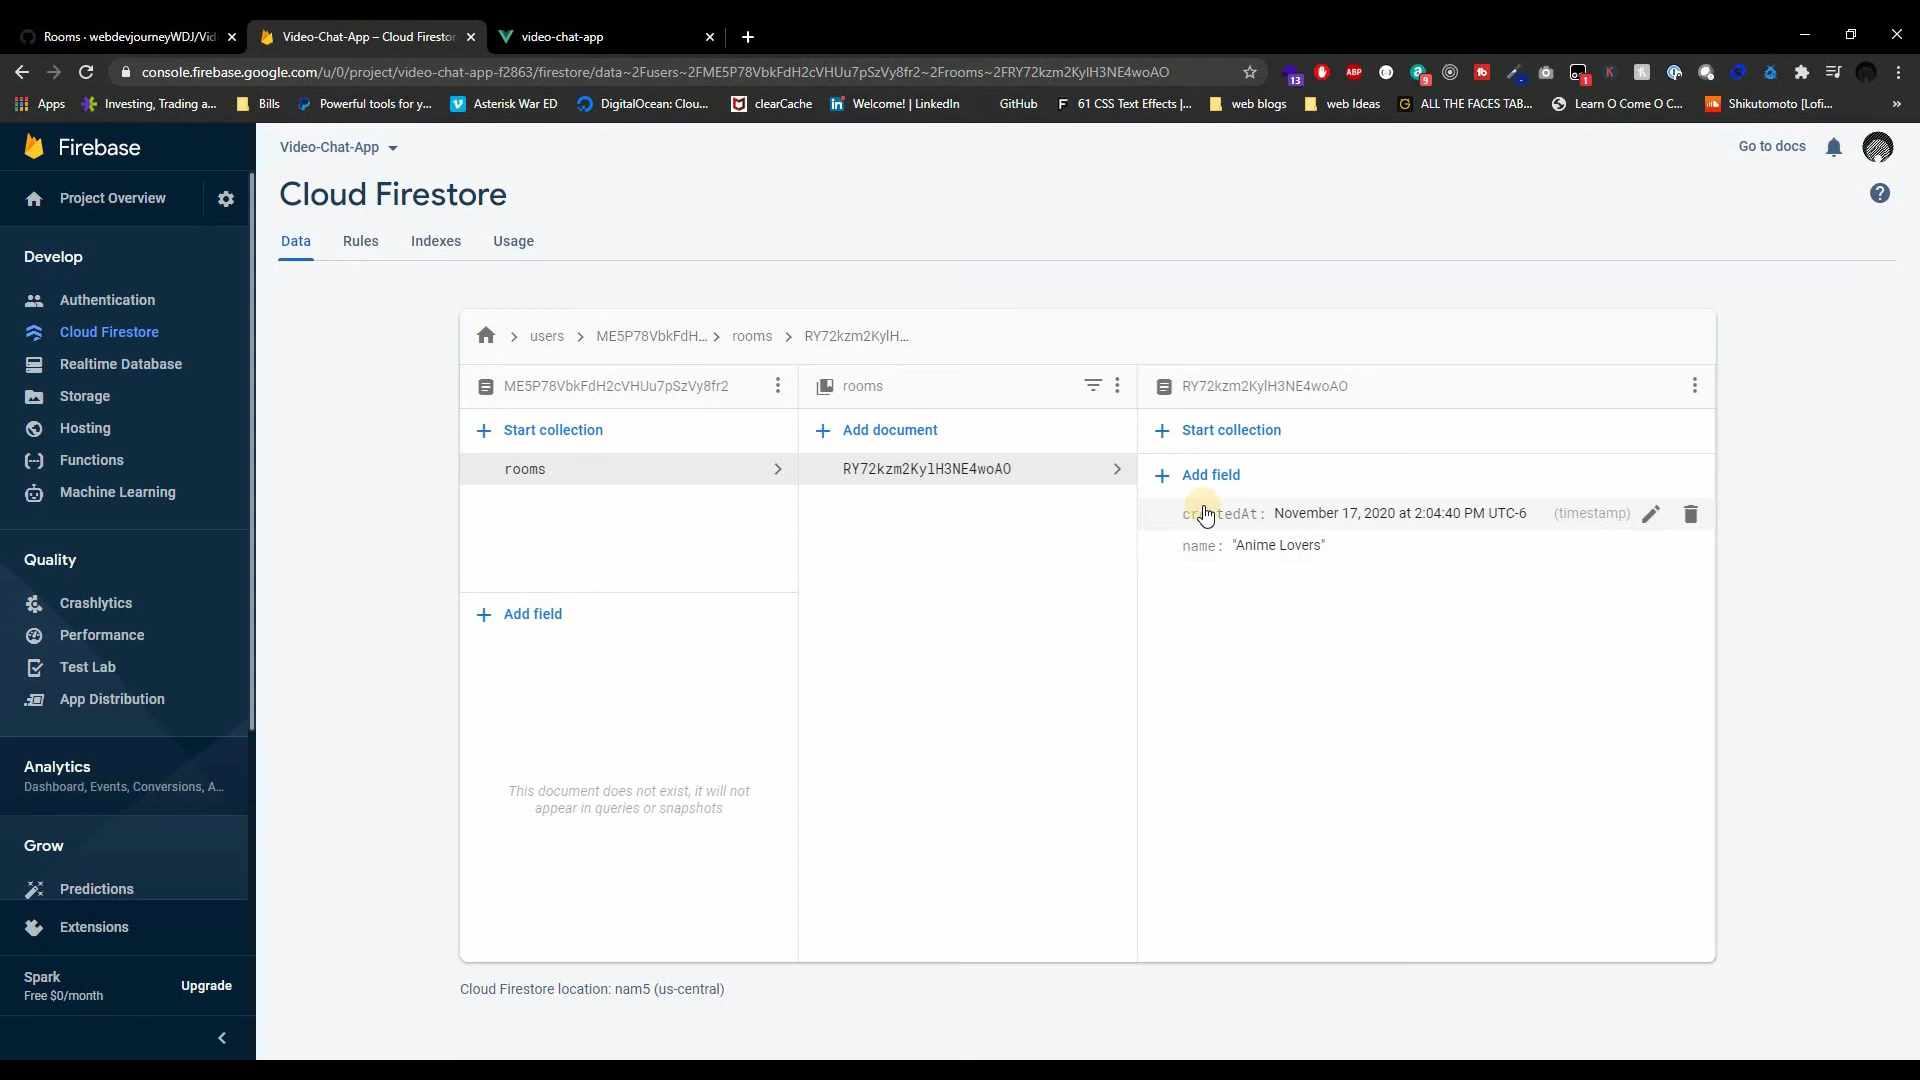 Rooms · webdevjourneyWDJ/Vid
Video-Chat-App – Cloud Firestor
video-chat-app
console.firebase.google.com/u/0/project/video-chat-app-f2863/firestore/data~2Fusers~2FME5P78VbkFdH2cVHUu7pSzVy8fr2~2Frooms~2FRY72kzm2KylH3NE4woAO
13
ABP
9
1
Apps
Investing, Trading a...
Bills
Powerful tools for y...
Asterisk War ED
DigitalOcean: Clou...
clearCache
Welcome! | LinkedIn
GitHub
61 CSS Text Effects |...
web blogs
web Ideas
ALL THE FACES TAB...
Learn O Come O C...
Shikutomoto [Lofi...
»
Firebase
Video-Chat-App
Go to docs
Project Overview
Cloud Firestore
Data
Rules
Indexes
Usage
Develop
Authentication
Cloud Firestore
Realtime Database
Storage
Hosting
Functions
Machine Learning
Quality
Crashlytics
Performance
Test Lab
App Distribution
Analytics
Dashboard, Events, Conversions, A...
Grow
Predictions
Extensions
Spark
Free $0/month
Upgrade
users
ME5P78VbkFdH...
rooms
RY72kzm2KylH...
ME5P78VbkFdH2cVHUu7pSzVy8fr2
Start collection
rooms
Add field
This document does not exist, it will not
appear in queries or snapshots
rooms
Add document
RY72kzm2KylH3NE4woAO
RY72kzm2KylH3NE4woAO
Start collection
Add field
createdAt: November 17, 2020 at 2:04:40 PM UTC-6 (timestamp)
name: "Anime Lovers"
Cloud Firestore location: nam5 (us-central)